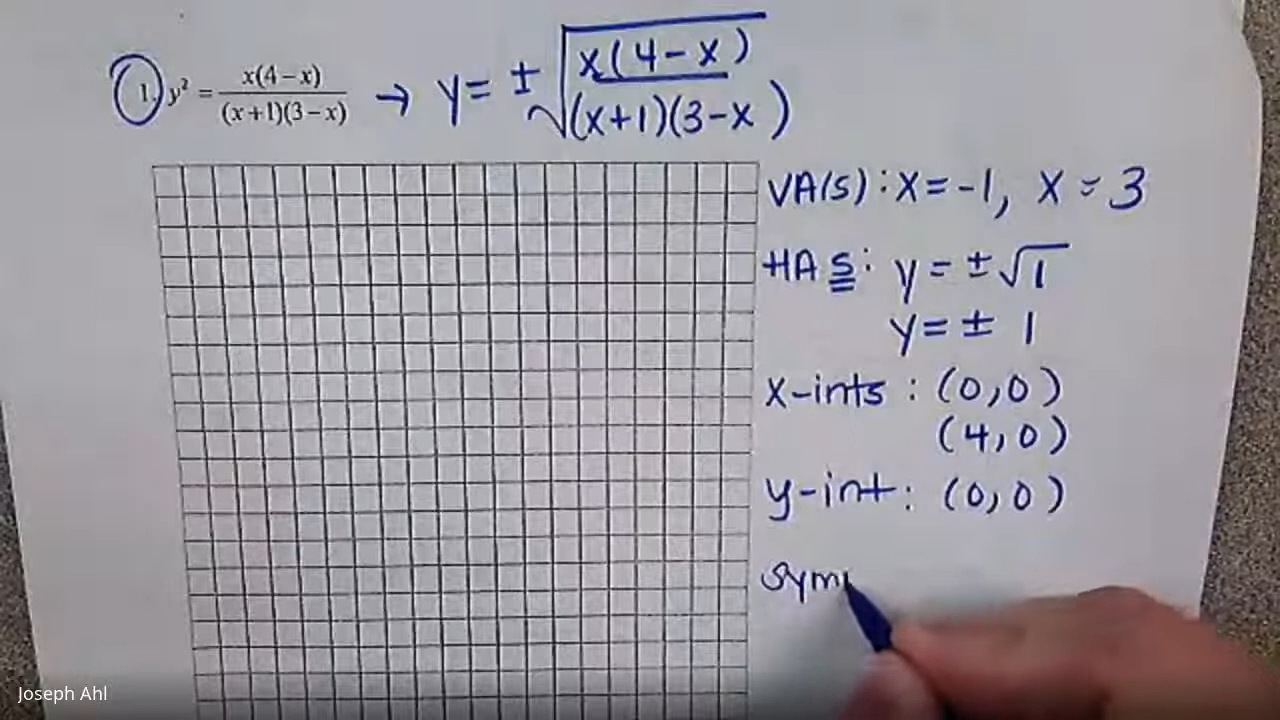 1. y² = x(4 − x) / (x +1)(3 − x) → y = ± √ x(4 − x) / (x+1)(3−x)
VA(s) : x = -1, x = 3
HA s : y = ± √1
y = ± 1
x-ints : (0,0)
(4,0)
y-int : (0,0)
Sym
Joseph Ahl